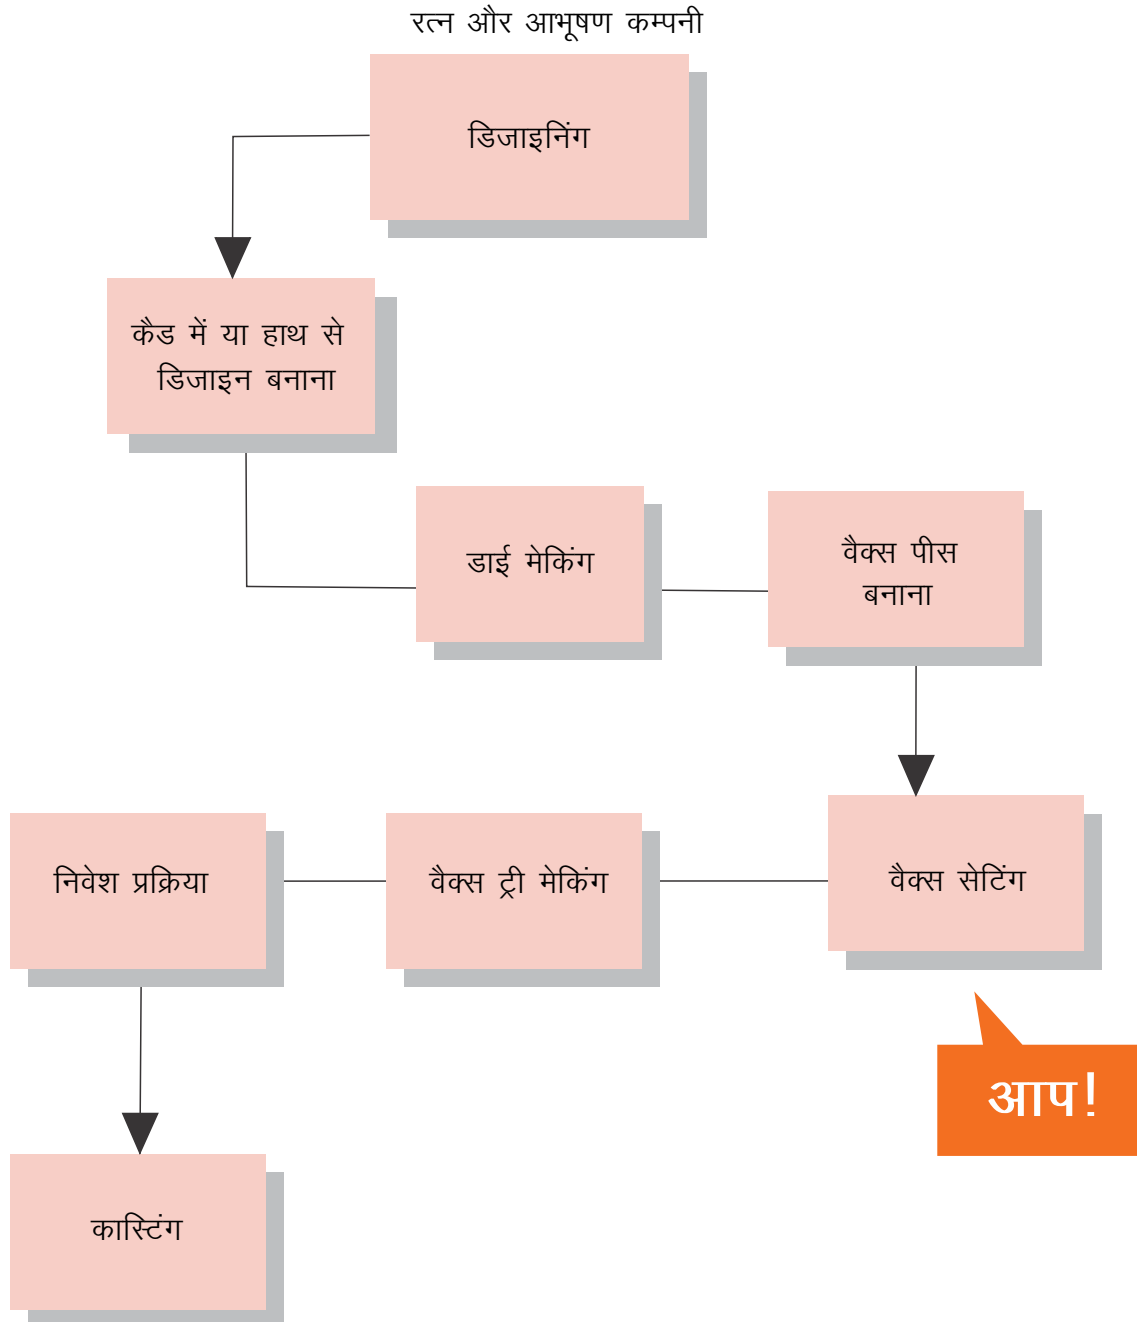 रत्न और आभूषण कम्पनी
डिजाइनिंग
कैड में या हाथ से
डिजाइन बनाना
डाई मेकिंग
वैक्स पीस
बनाना
वैक्स सेटिंग
वैक्स ट्री मेकिंग
निवेश प्रक्रिया
आप!
कास्टिंग